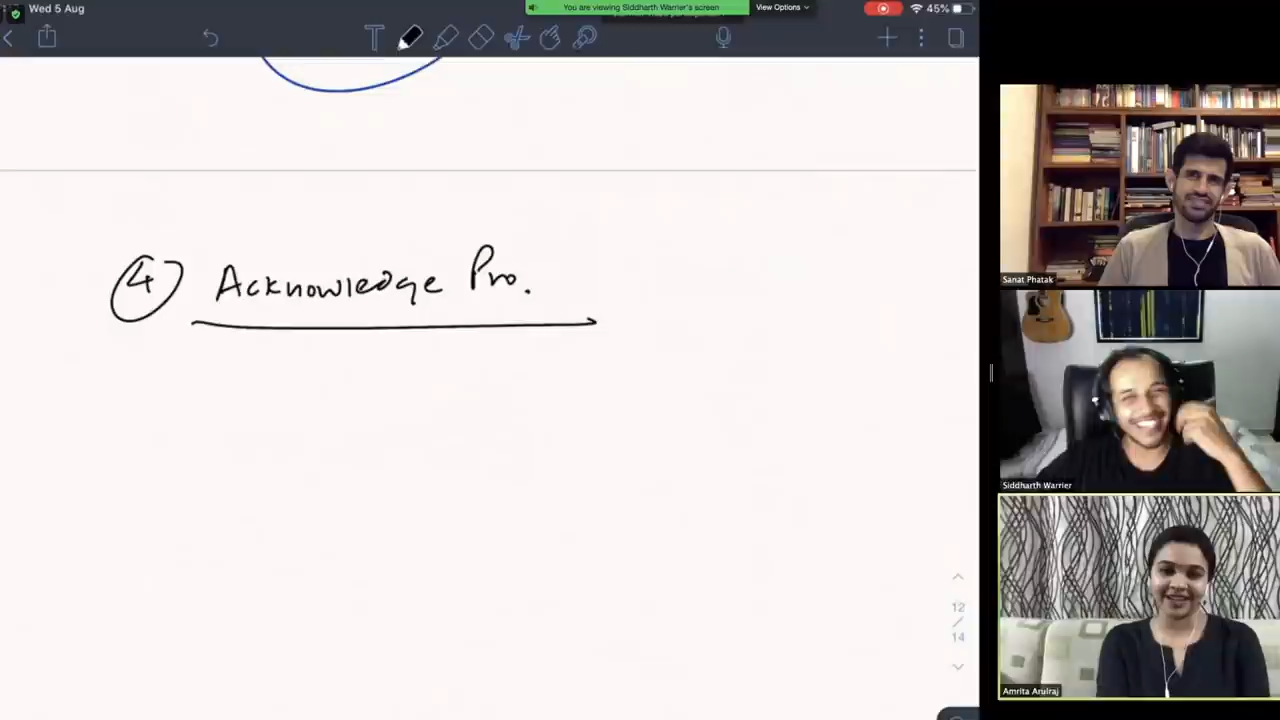 Wed 5 Aug
You are viewing Siddharth Warrier's screen
View Options
45%
④ Acknowledge Pro.
12
/
14
Sanat Phatak
Siddharth Warrier
Amrita Arulraj